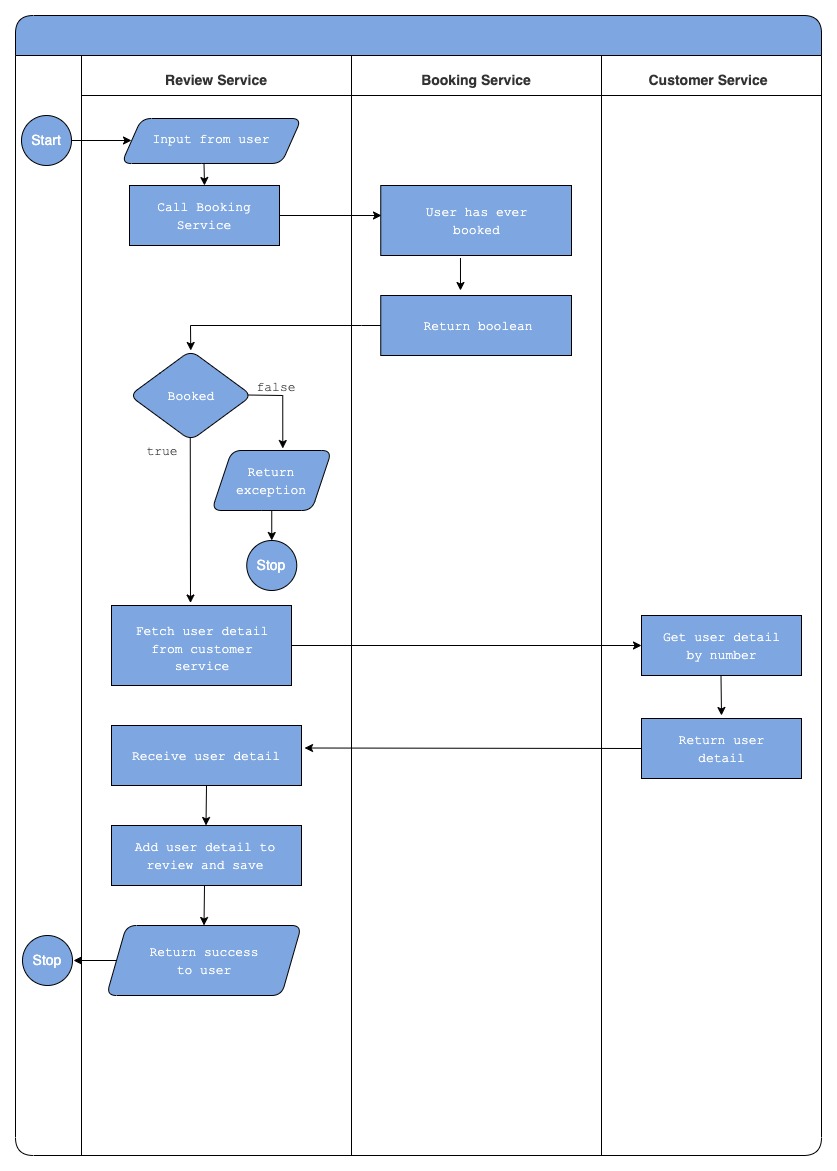 Review Service
Booking Service
Customer Service
Start
Input from user
Call Booking
Service
User has ever
booked
Return boolean
Booked
false
true
Return
exception
Stop
Fetch user detail
from customer
service
Get user detail
by number
Return user
detail
Receive user detail
Add user detail to
review and save
Return success
to user
Stop